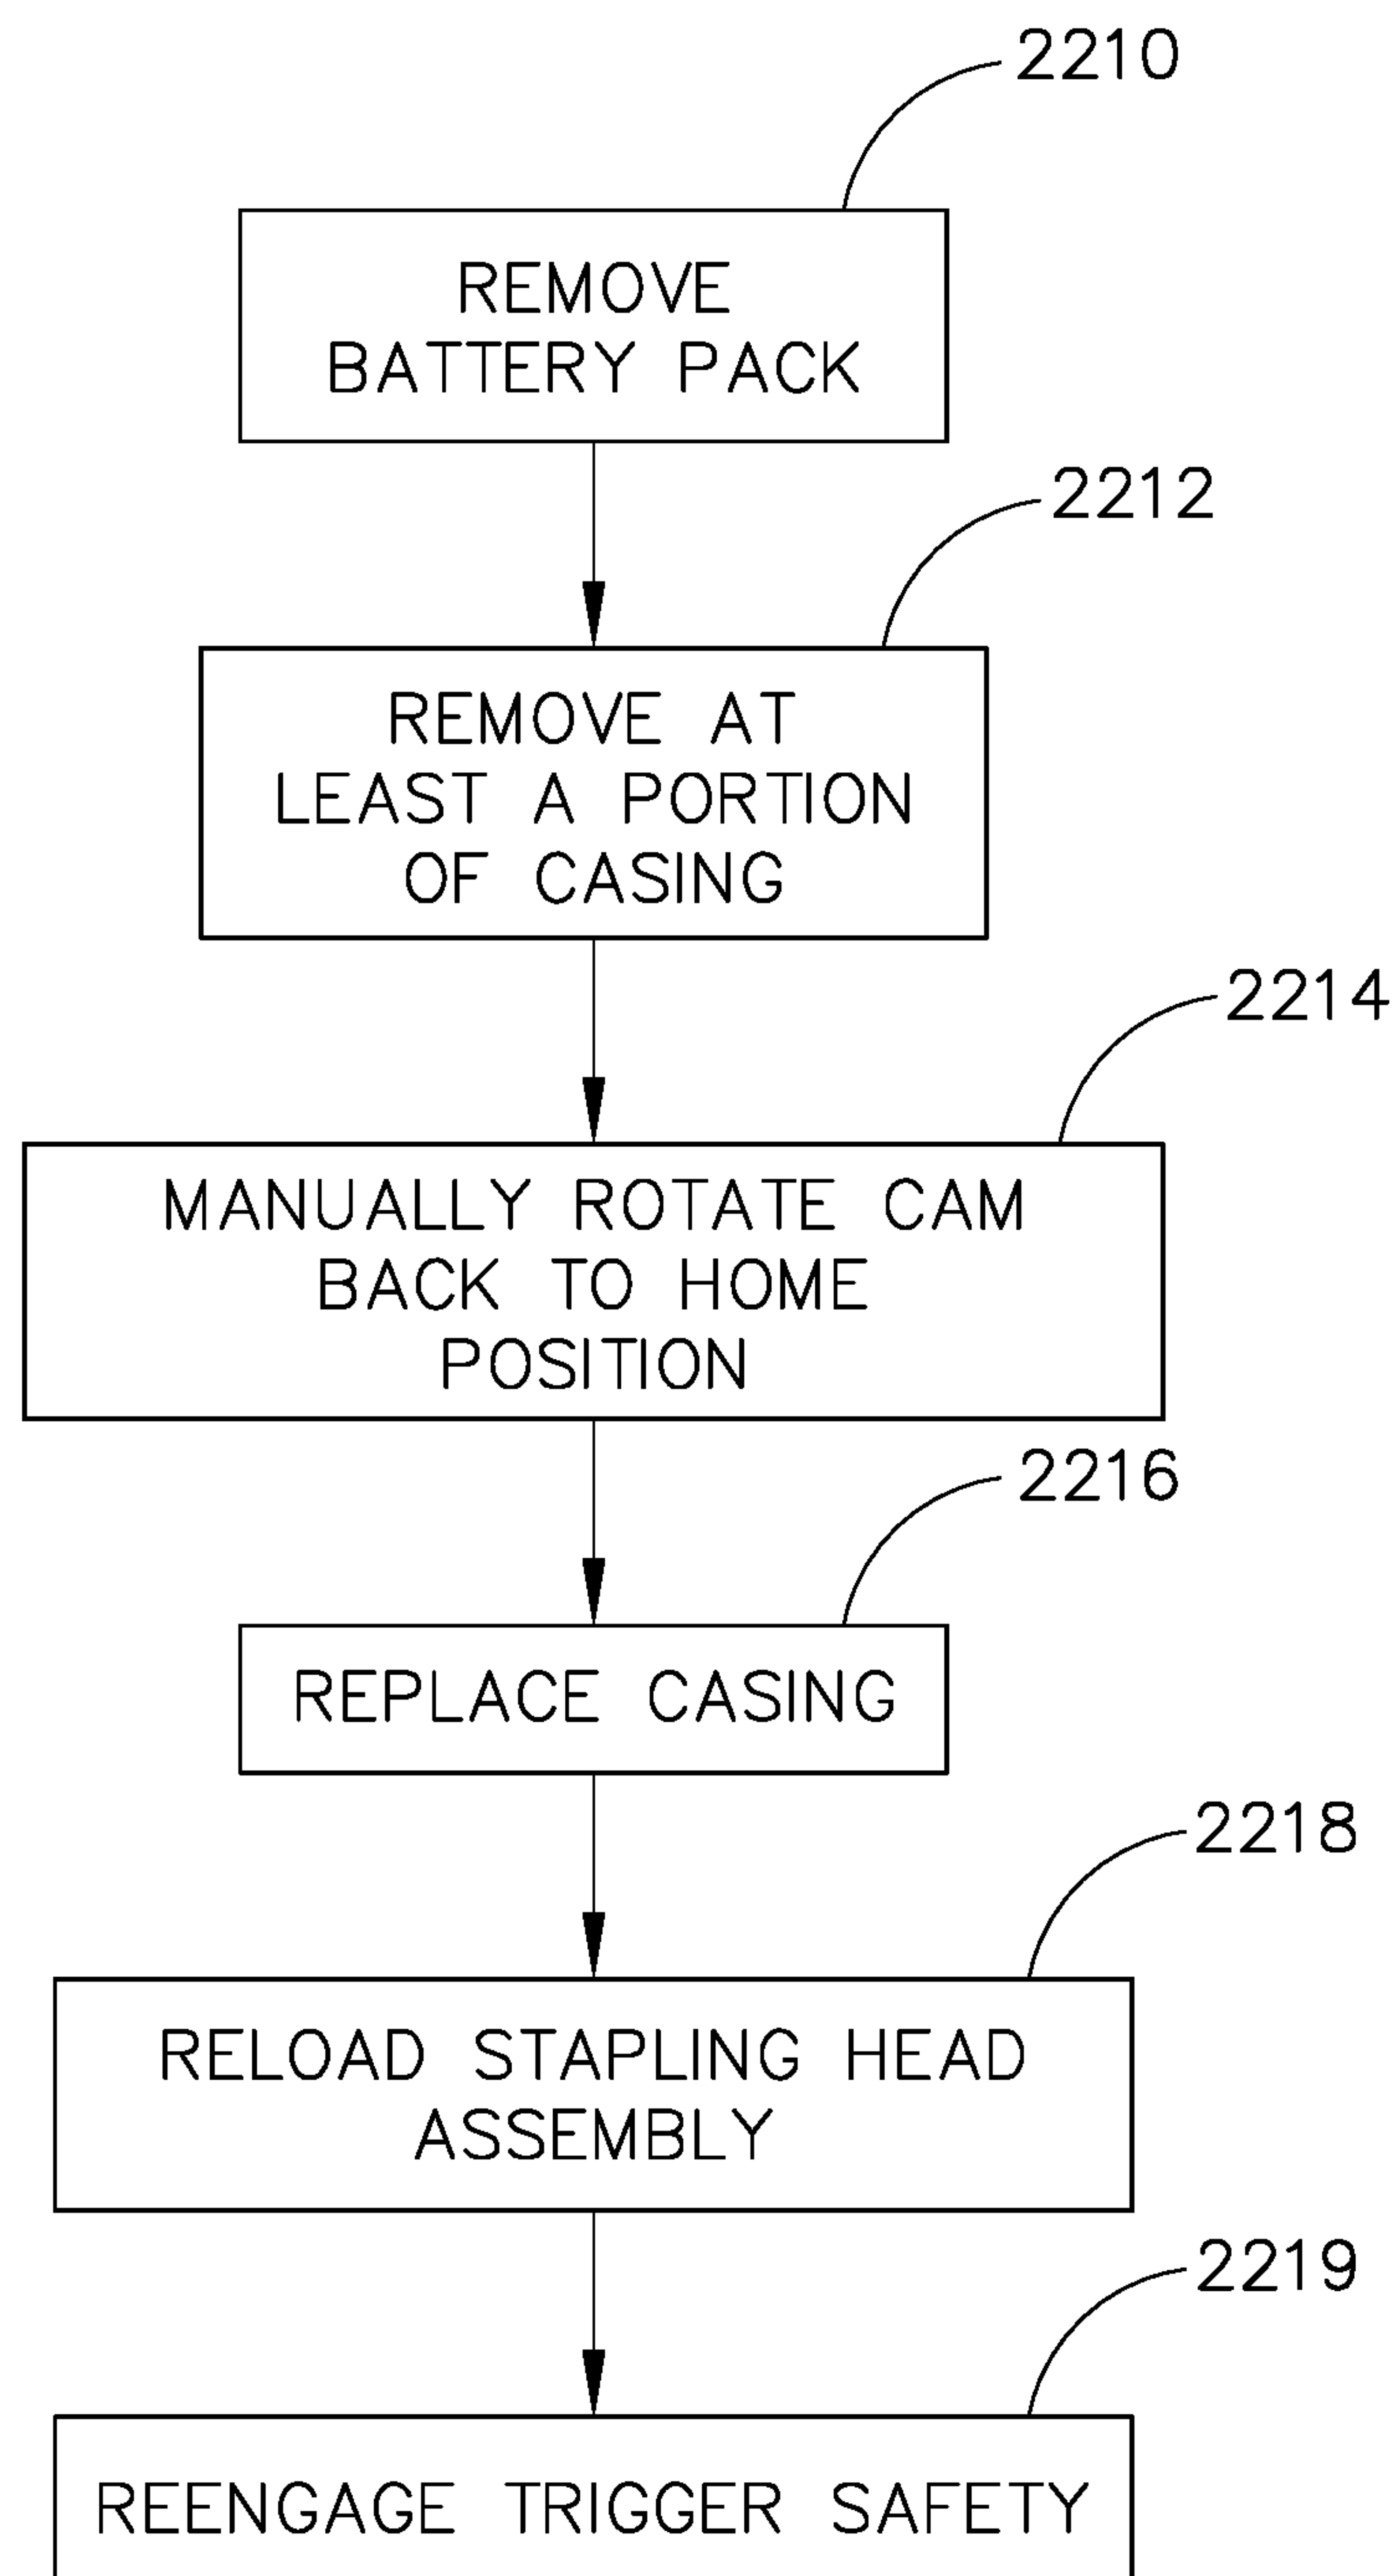 2210
REMOVE
BATTERY PACK
2212
REMOVE AT
LEAST A PORTION
OF CASING
2214
MANUALLY ROTATE CAM
BACK TO HOME
POSITION
2216
REPLACE CASING
2218
RELOAD STAPLING HEAD
ASSEMBLY
2219
REENGAGE TRIGGER SAFETY